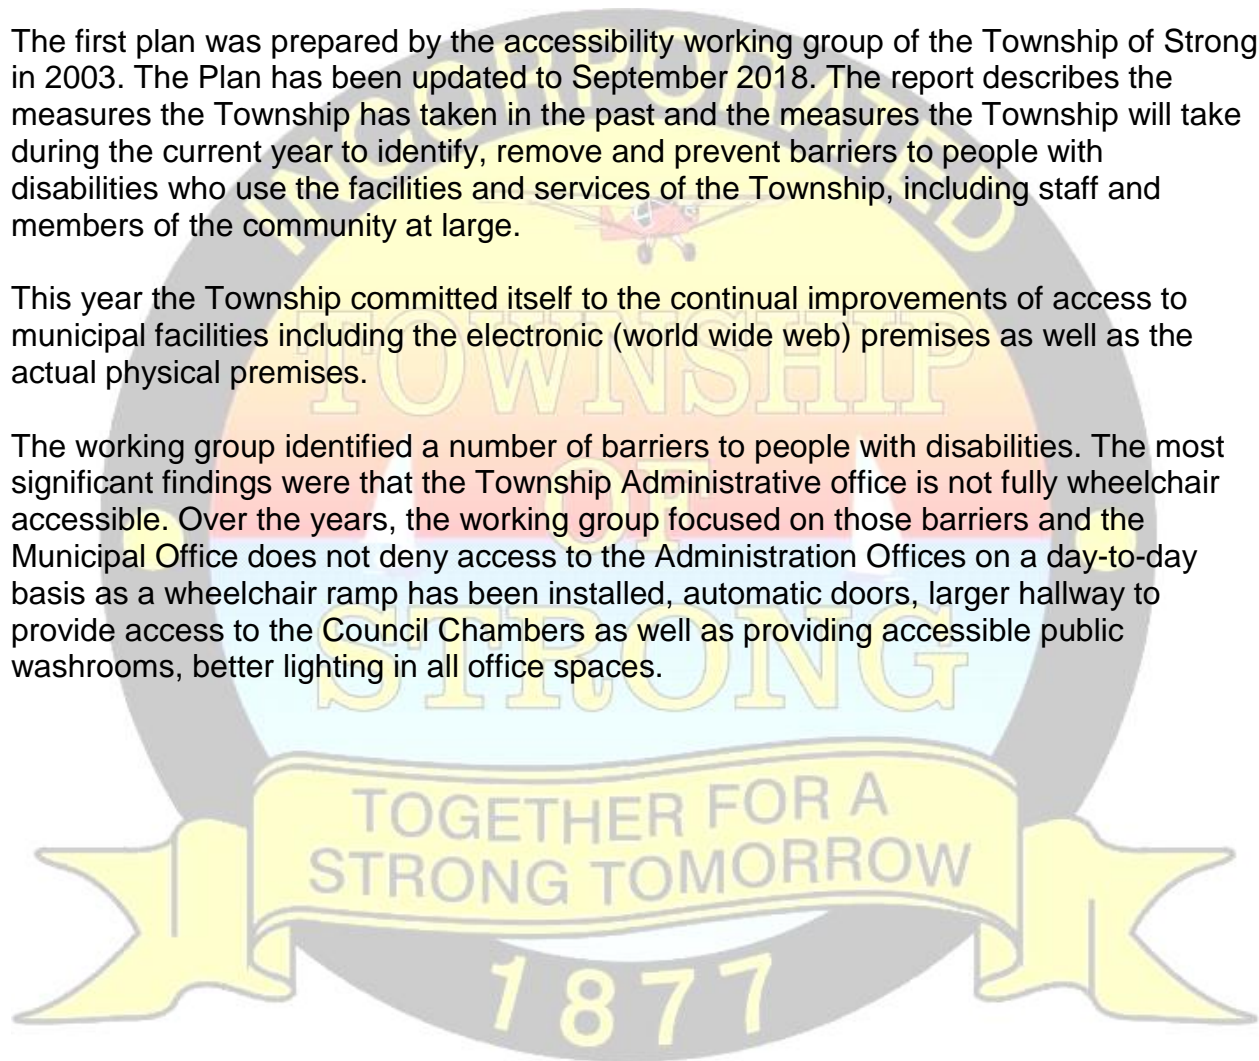 The first plan was prepared by the accessibility working group of the Township of Strong
in 2003. The Plan has been updated to September 2018. The report describes the
measures the Township has taken in the past and the measures the Township will take
during the current year to identify, remove and prevent barriers to people with
disabilities who use the facilities and services of the Township, including staff and
members of the community at large.
This year the Township committed itself to the continual improvements of access to
municipal facilities including the electronic (world wide web) premises as well as the
actual physical premises.
The working group identified a number of barriers to people with disabilities. The most
significant findings were that the Township Administrative office is not fully wheelchair
accessible. Over the years, the working group focused on those barriers and the
Municipal Office does not deny access to the Administration Offices on a day-to-day
basis as a wheelchair ramp has been installed, automatic doors, larger hallway to
provide access to the Council Chambers as well as providing accessible public
washrooms, better lighting in all office spaces.
INCORPORATED
TOWNSHIP
OF
STRONG
TOGETHER FOR A
STRONG TOMORROW
1877